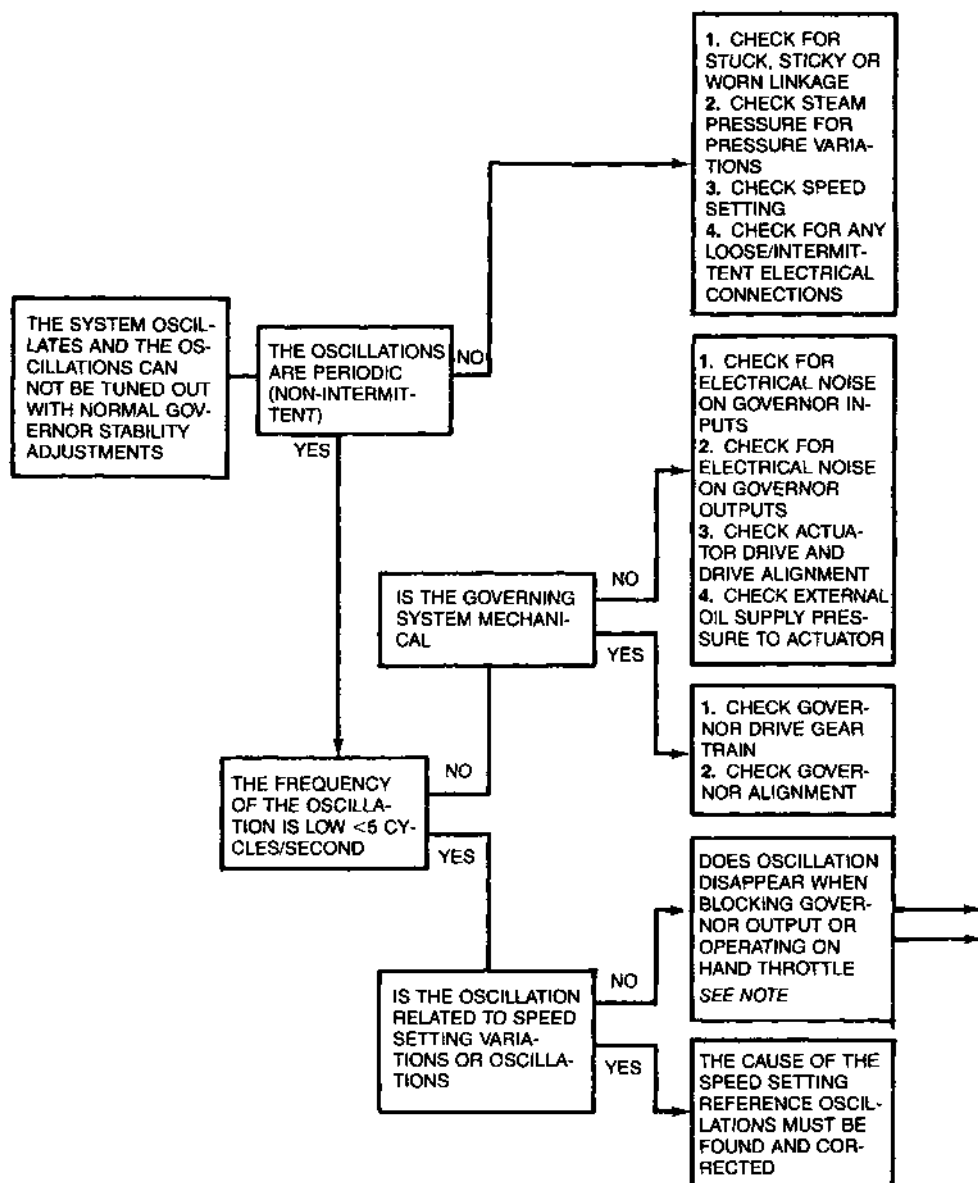 1. CHECK FOR
STUCK, STICKY OR
WORN LINKAGE
2. CHECK STEAM
PRESSURE FOR
PRESSURE VARIA-
TIONS
3. CHECK SPEED
SETTING
4. CHECK FOR ANY
LOOSE/INTERMIT-
TENT ELECTRICAL
CONNECTIONS
THE SYSTEM OSCIL-
LATES AND THE OS-
CILLATIONS CAN
NOT BE TUNED OUT
WITH NORMAL GOV-
ERNOR STABILITY
ADJUSTMENTS
THE OSCILLATIONS
ARE PERIODIC
(NON-INTERMIT-
TENT)
NO
YES
1. CHECK FOR
ELECTRICAL NOISE
ON GOVERNOR IN-
PUTS
2. CHECK FOR
ELECTRICAL NOISE
ON GOVERNOR
OUTPUTS
3. CHECK ACTUA-
TOR DRIVE AND
DRIVE ALIGNMENT
4. CHECK EXTERNAL
OIL SUPPLY PRES-
SURE TO ACTUATOR
IS THE GOVERNING
SYSTEM MECHANI-
CAL
NO
YES
1. CHECK GOVER-
NOR DRIVE GEAR
TRAIN
2. CHECK GOVER-
NOR ALIGNMENT
THE FREQUENCY
OF THE OSCILLA-
TION IS LOW <5 CY-
CLES/SECOND
NO
YES
DOES OSCILLATION
DISAPPEAR WHEN
BLOCKING GOVER-
NOR OUTPUT OR
OPERATING ON
HAND THROTTLE
SEE NOTE
IS THE OSCILLATION
RELATED TO SPEED
SETTING VARIA-
TIONS OR OSCILLA-
TIONS
NO
YES
THE CAUSE OF THE
SPEED SETTING
REFERENCE OSCIL-
LATIONS MUST BE
FOUND AND COR-
RECTED